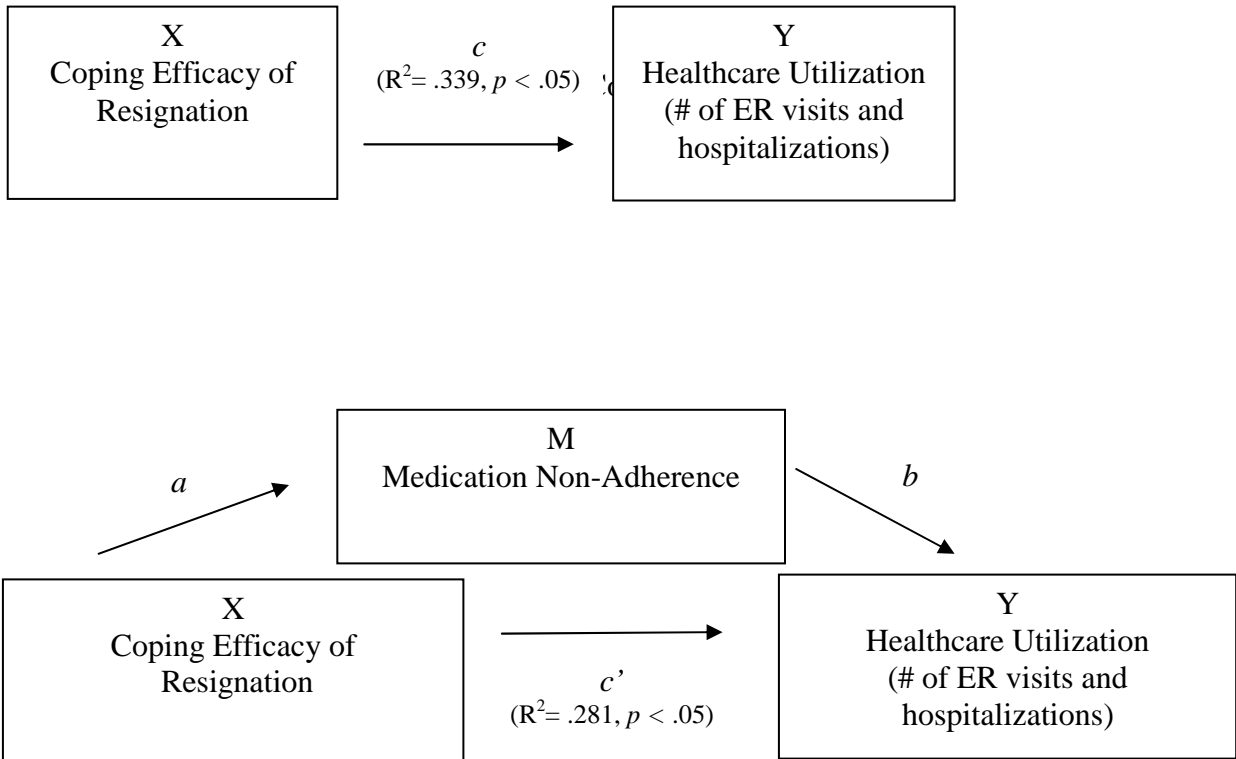 X
Coping Efficacy of
Resignation
c
(R²= .339, p < .05)
Y
Healthcare Utilization
(# of ER visits and
hospitalizations)
M
Medication Non-Adherence
a
b
X
Coping Efficacy of
Resignation
c’
(R²= .281, p < .05)
Y
Healthcare Utilization
(# of ER visits and
hospitalizations)